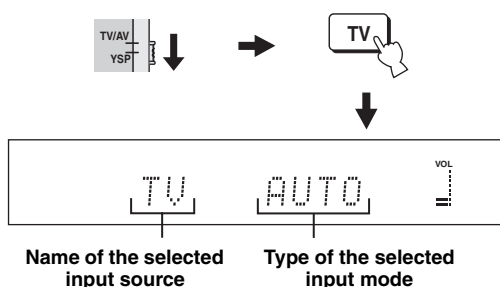 TV/AV
YSP
TV
VOL
TV AUTO
Name of the selected
input source
Type of the selected
input mode